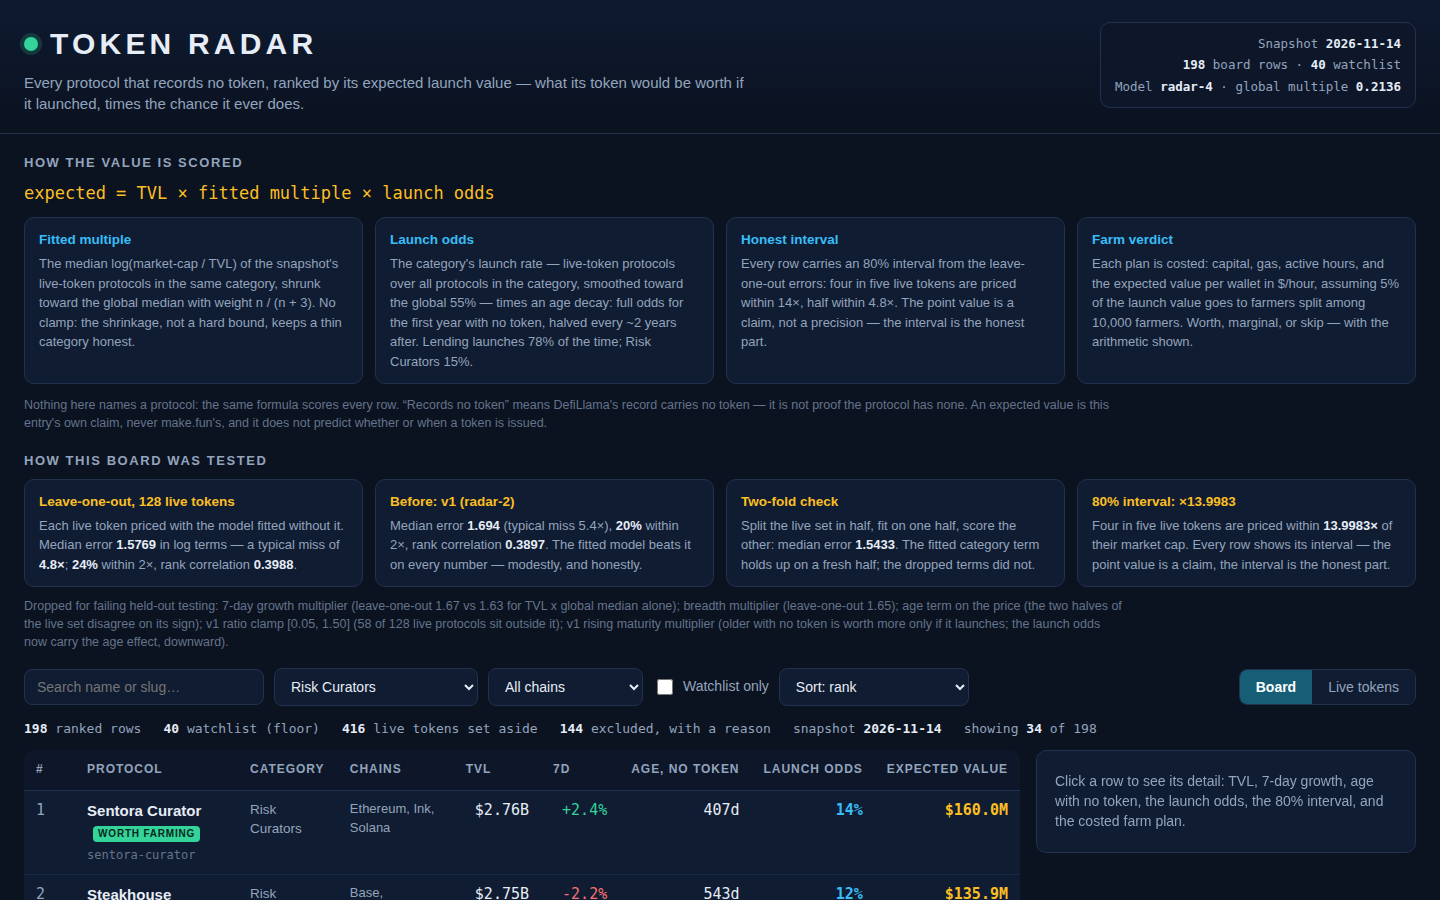 TOKEN RADAR
Every protocol that records no token, ranked by its expected launch value — what its token would be worth if
it launched, times the chance it ever does.
Snapshot 2026-11-14
198 board rows · 40 watchlist
Model radar-4 · global multiple 0.2136
HOW THE VALUE IS SCORED
expected = TVL × fitted multiple × launch odds
Fitted multiple
The median log(market-cap / TVL) of the snapshot's
live-token protocols in the same category, shrunk
toward the global median with weight n / (n + 3). No
clamp: the shrinkage, not a hard bound, keeps a thin
category honest.
Launch odds
The category's launch rate — live-token protocols
over all protocols in the category, smoothed toward
the global 55% — times an age decay: full odds for
the first year with no token, halved every ~2 years
after. Lending launches 78% of the time; Risk
Curators 15%.
Honest interval
Every row carries an 80% interval from the leave-
one-out errors: four in five live tokens are priced
within 14×, half within 4.8×. The point value is a
claim, not a precision — the interval is the honest
part.
Farm verdict
Each plan is costed: capital, gas, active hours, and
the expected value per wallet in $/hour, assuming 5%
of the launch value goes to farmers split among
10,000 farmers. Worth, marginal, or skip — with the
arithmetic shown.
Nothing here names a protocol: the same formula scores every row. “Records no token” means DefiLlama's record carries no token — it is not proof the protocol has none. An expected value is this
entry's own claim, never make.fun's, and it does not predict whether or when a token is issued.
HOW THIS BOARD WAS TESTED
Leave-one-out, 128 live tokens
Each live token priced with the model fitted without it.
Median error 1.5769 in log terms — a typical miss of
4.8×; 24% within 2×, rank correlation 0.3988.
Before: v1 (radar-2)
Median error 1.694 (typical miss 5.4×), 20% within
2×, rank correlation 0.3897. The fitted model beats it
on every number — modestly, and honestly.
Two-fold check
Split the live set in half, fit on one half, score the
other: median error 1.5433. The fitted category term
holds up on a fresh half; the dropped terms did not.
80% interval: ×13.9983
Four in five live tokens are priced within 13.9983× of
their market cap. Every row shows its interval — the
point value is a claim, the interval is the honest part.
Dropped for failing held-out testing: 7-day growth multiplier (leave-one-out 1.67 vs 1.63 for TVL x global median alone); breadth multiplier (leave-one-out 1.65); age term on the price (the two halves of
the live set disagree on its sign); v1 ratio clamp [0.05, 1.50] (58 of 128 live protocols sit outside it); v1 rising maturity multiplier (older with no token is worth more only if it launches; the launch odds
now carry the age effect, downward).
Search name or slug…
Risk Curators
All chains
Watchlist only
Sort: rank
Board
Live tokens
198 ranked rows 40 watchlist (floor) 416 live tokens set aside 144 excluded, with a reason snapshot 2026-11-14 showing 34 of 198
# PROTOCOL CATEGORY CHAINS TVL 7D AGE, NO TOKEN LAUNCH ODDS EXPECTED VALUE
1 Sentora Curator Risk Ethereum, Ink, $2.76B +2.4% 407d 14% $160.0M
WORTH FARMING Curators Solana
sentora-curator
2 Steakhouse Risk Base, $2.75B -2.2% 543d 12% $135.9M
Click a row to see its detail: TVL, 7-day growth, age
with no token, the launch odds, the 80% interval, and
the costed farm plan.